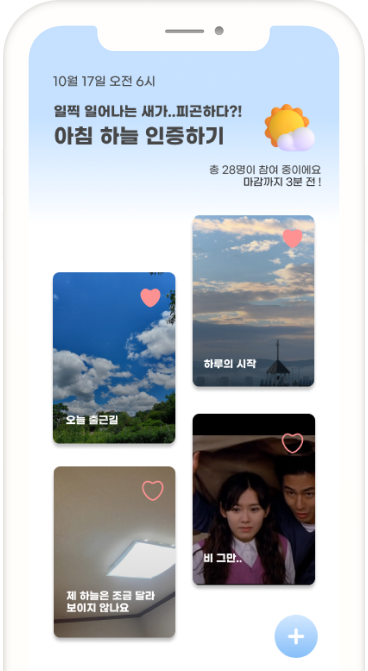 10월 17일 오전 6시
일찍 일어나는 새가..피곤하다?!
아침 하늘 인증하기
총 28명이 참여 중이에요
마감까지 3분 전 !
하루의 시작
오늘 출근길
비 그만..
제 하늘은 조금 달라
보이지 않나요